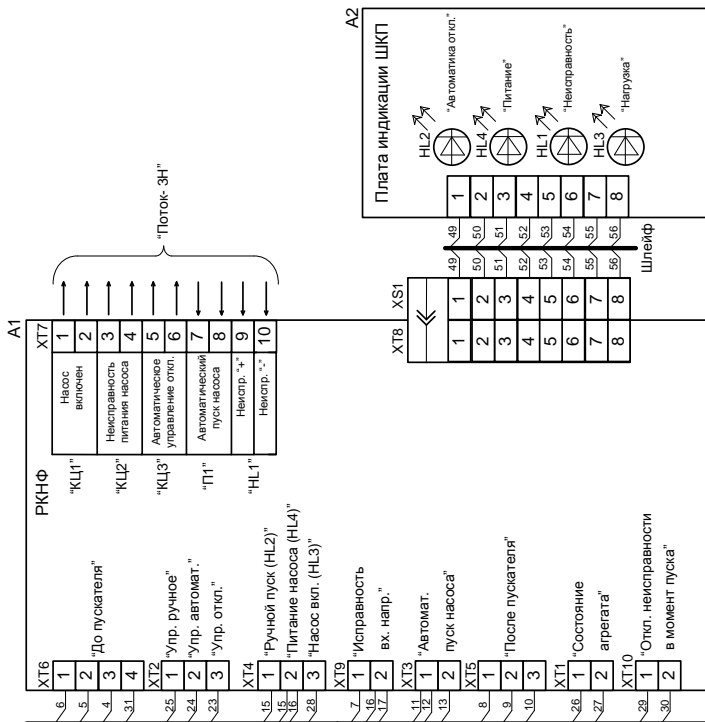 A1
РКНФ
XT7
1
2
3
4
5
6
7
8
9
10
Насос
включен
Неисправность
питания насоса
Автоматическое
управление откл.
Автоматический
пуск насоса
Неиспр. "+"
Неиспр. "-"
"КЦ1"
"КЦ2"
"КЦ3"
"П1"
"HL1"
"Поток- 3Н"
XT6
1
2
3
4
6
5
4
31
"До пускателя"
XT2
1
2
3
25
24
23
"Упр. ручное"
"Упр. автомат."
"Упр. откл."
XT4
1
2
3
15
15
16
28
"Ручной пуск (HL2)"
"Питание насоса (HL4)"
"Насос вкл. (HL3)"
XT9
1
2
7
16
17
"Исправность
вх. напр."
XT3
1
2
11
12
13
"Автомат.
пуск насоса"
XT5
1
2
3
8
9
10
"После пускателя"
XT1
1
2
26
27
"Состояние
агрегата"
XT10
1
2
29
30
"Откл. неисправности
в момент пуска"
XT8
XS1
1 1
2 2
3 3
4 4
5 5
6 6
7 7
8 8
49 49
50 50
51 51
52 52
53 53
54 54
55 55
56 56
Шлейф
A2
Плата индикации ШКП
1
2
3
4
5
6
7
8
HL2
"Автоматика откл."
HL4
"Питание"
HL1
"Неисправность"
HL3
"Нагрузка"